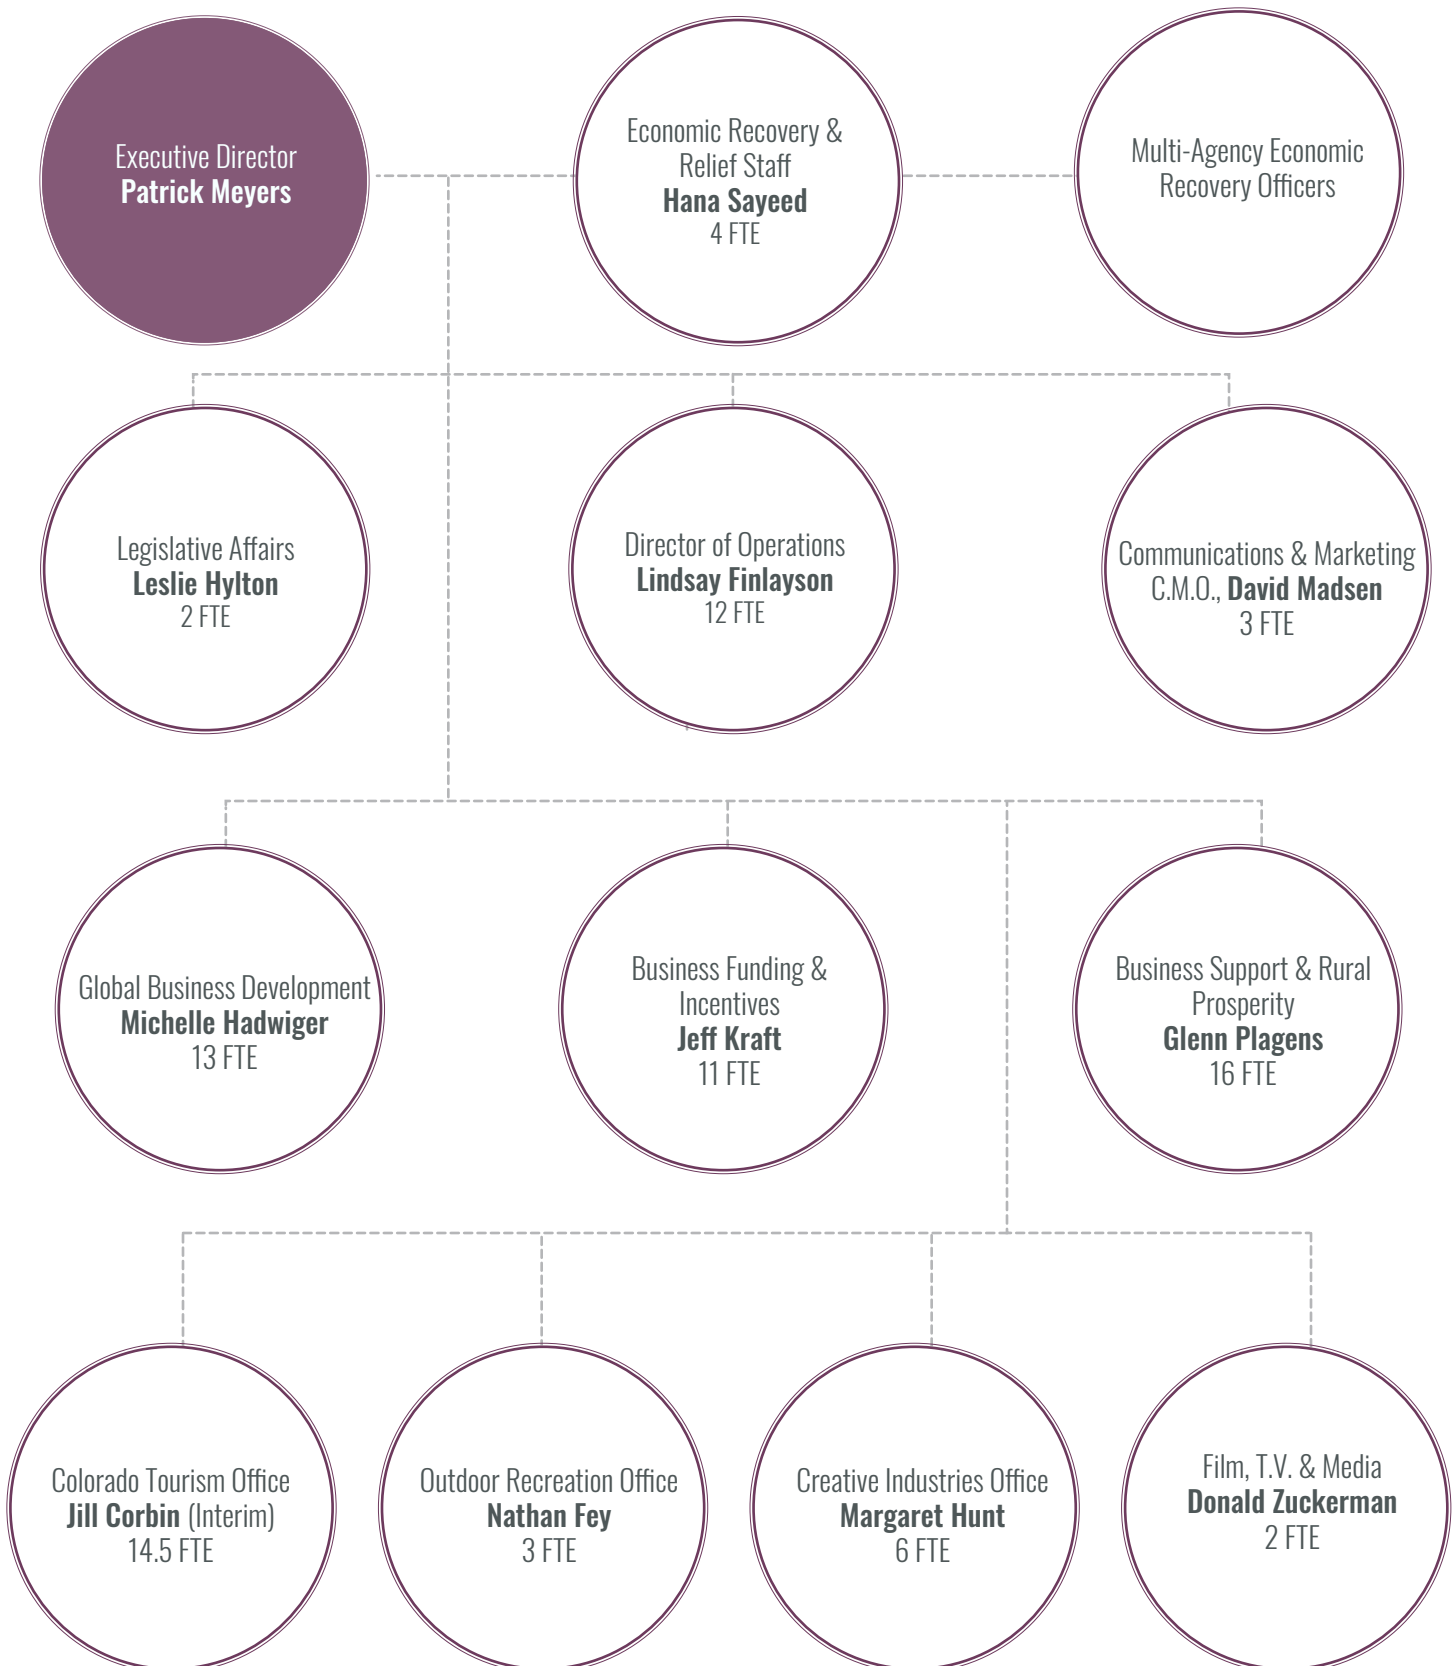 Executive Director
Patrick Meyers
Economic Recovery &
Relief Staff
Hana Sayeed
4 FTE
Multi-Agency Economic
Recovery Officers
Legislative Affairs
Leslie Hylton
2 FTE
Director of Operations
Lindsay Finlayson
12 FTE
Communications & Marketing
C.M.O., David Madsen
3 FTE
Global Business Development
Michelle Hadwiger
13 FTE
Business Funding &
Incentives
Jeff Kraft
11 FTE
Business Support & Rural
Prosperity
Glenn Plagens
16 FTE
Colorado Tourism Office
Jill Corbin (Interim)
14.5 FTE
Outdoor Recreation Office
Nathan Fey
3 FTE
Creative Industries Office
Margaret Hunt
6 FTE
Film, T.V. & Media
Donald Zuckerman
2 FTE